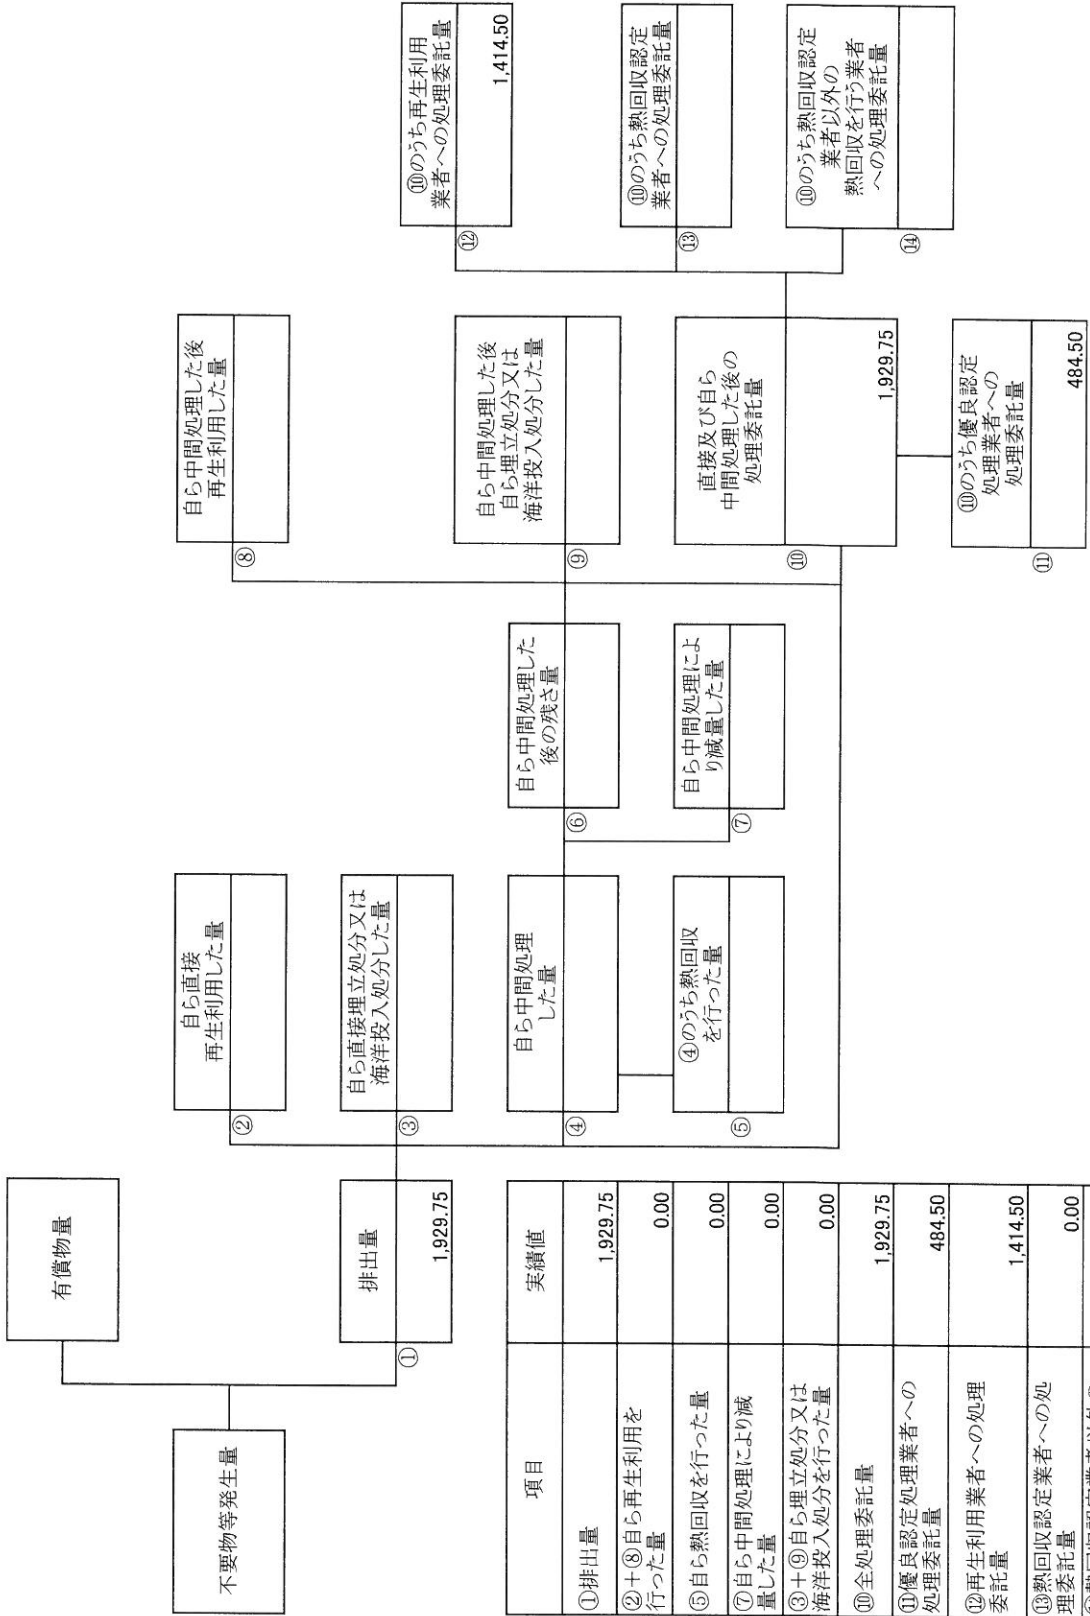 不要物等発生量
有償物量
排出量
①
1,929.75
自ら直接
再生利用した量
②
自ら直接埋立処分又は
海洋投入処分した量
③
自ら中間処理
した量
④
④のうち熱回収
を行った量
⑤
自ら中間処理した
後の残さ量
⑥
自ら中間処理によ
り減量した量
⑦
自ら中間処理した後
再生利用した量
⑧
自ら中間処理した後
自ら埋立処分又は
海洋投入処分した量
⑨
直接及び自ら
中間処理した後の
処理委託量
⑩
1,929.75
⑩のうち優良認定
処理業者への
処理委託量
⑪
484.50
⑩のうち再生利用
業者への処理委託量
⑫
1,414.50
⑩のうち熱回収認定
業者への処理委託量
⑬
⑩のうち熱回収認定
業者以外の
熱回収を行う業者
への処理委託量
⑭
項目 実績値
①排出量 1,929.75
②+⑧自ら再生利用を
行った量 0.00
⑤自ら熱回収を行った量 0.00
⑦自ら中間処理により減
量した量 0.00
③+⑨自ら埋立処分又は
海洋投入処分を行った量 0.00
⑩全処理委託量 1,929.75
⑪優良認定処理業者への
処理委託量 484.50
⑫再生利用業者への処理
委託量 1,414.50
⑬熱回収認定業者への処
理委託量 0.00